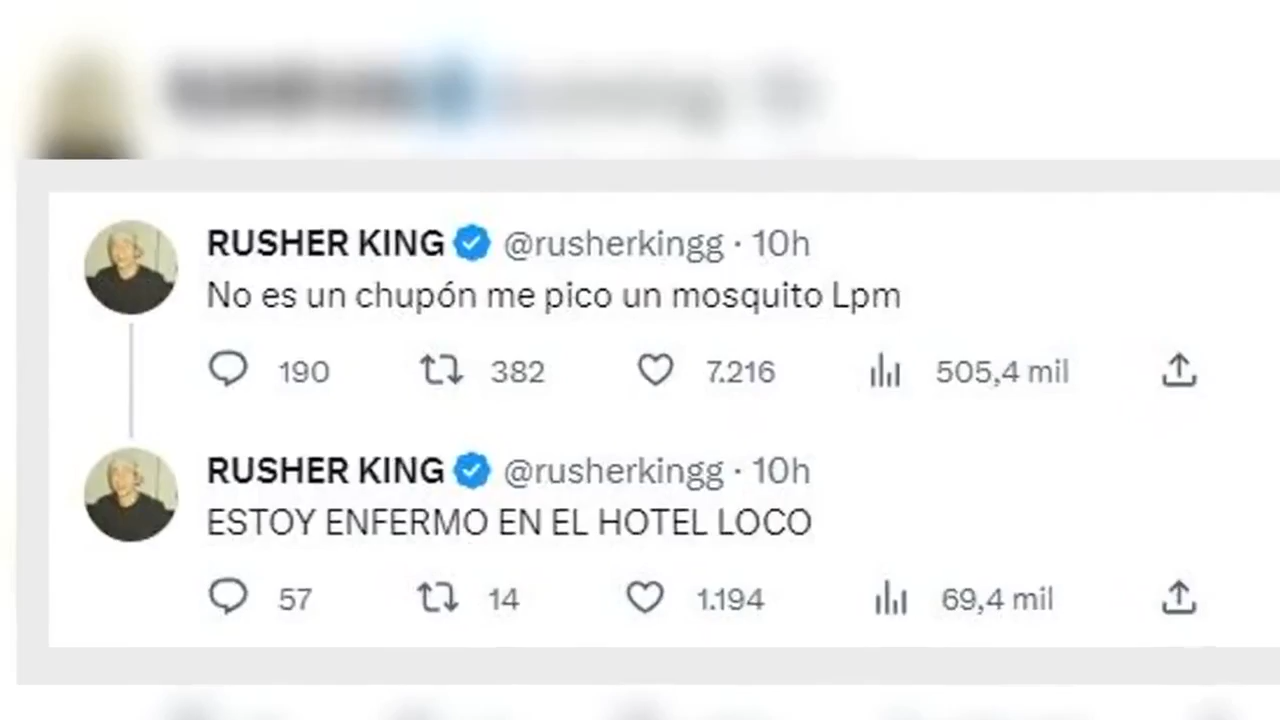 RUSHER KING @rusherkingg · 10h
No es un chupón me pico un mosquito Lpm
190 382 7.216 505,4 mil
RUSHER KING @rusherkingg · 10h
ESTOY ENFERMO EN EL HOTEL LOCO
57 14 1.194 69,4 mil